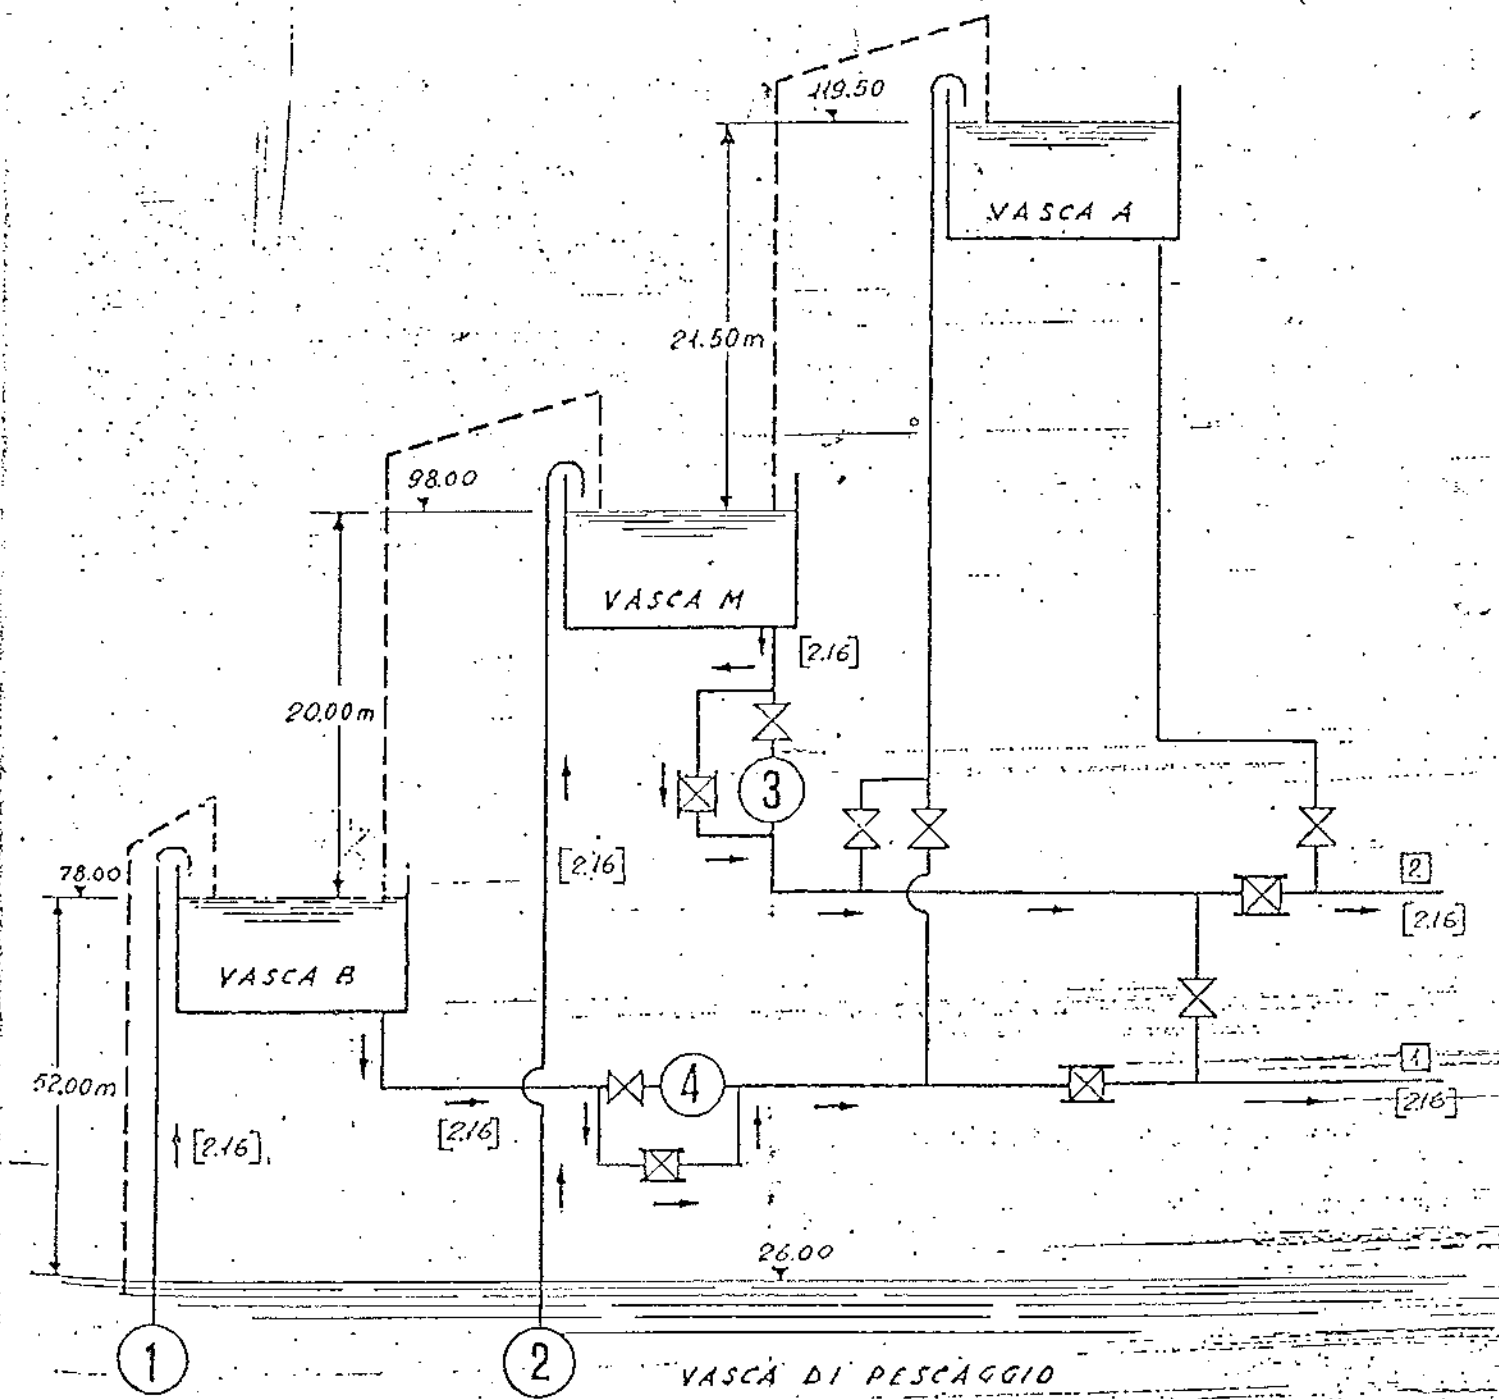 119.50
VASCA A
21.50m
98.00
VASCA M
[2.16]
20.00m
3
[2.16]
78.00
2
[2.16]
VASCA B
1
52.00m
4
[2.16]
[2.16]
[2.16]
26.00
1
2
VASCA DI PESCAGGIO